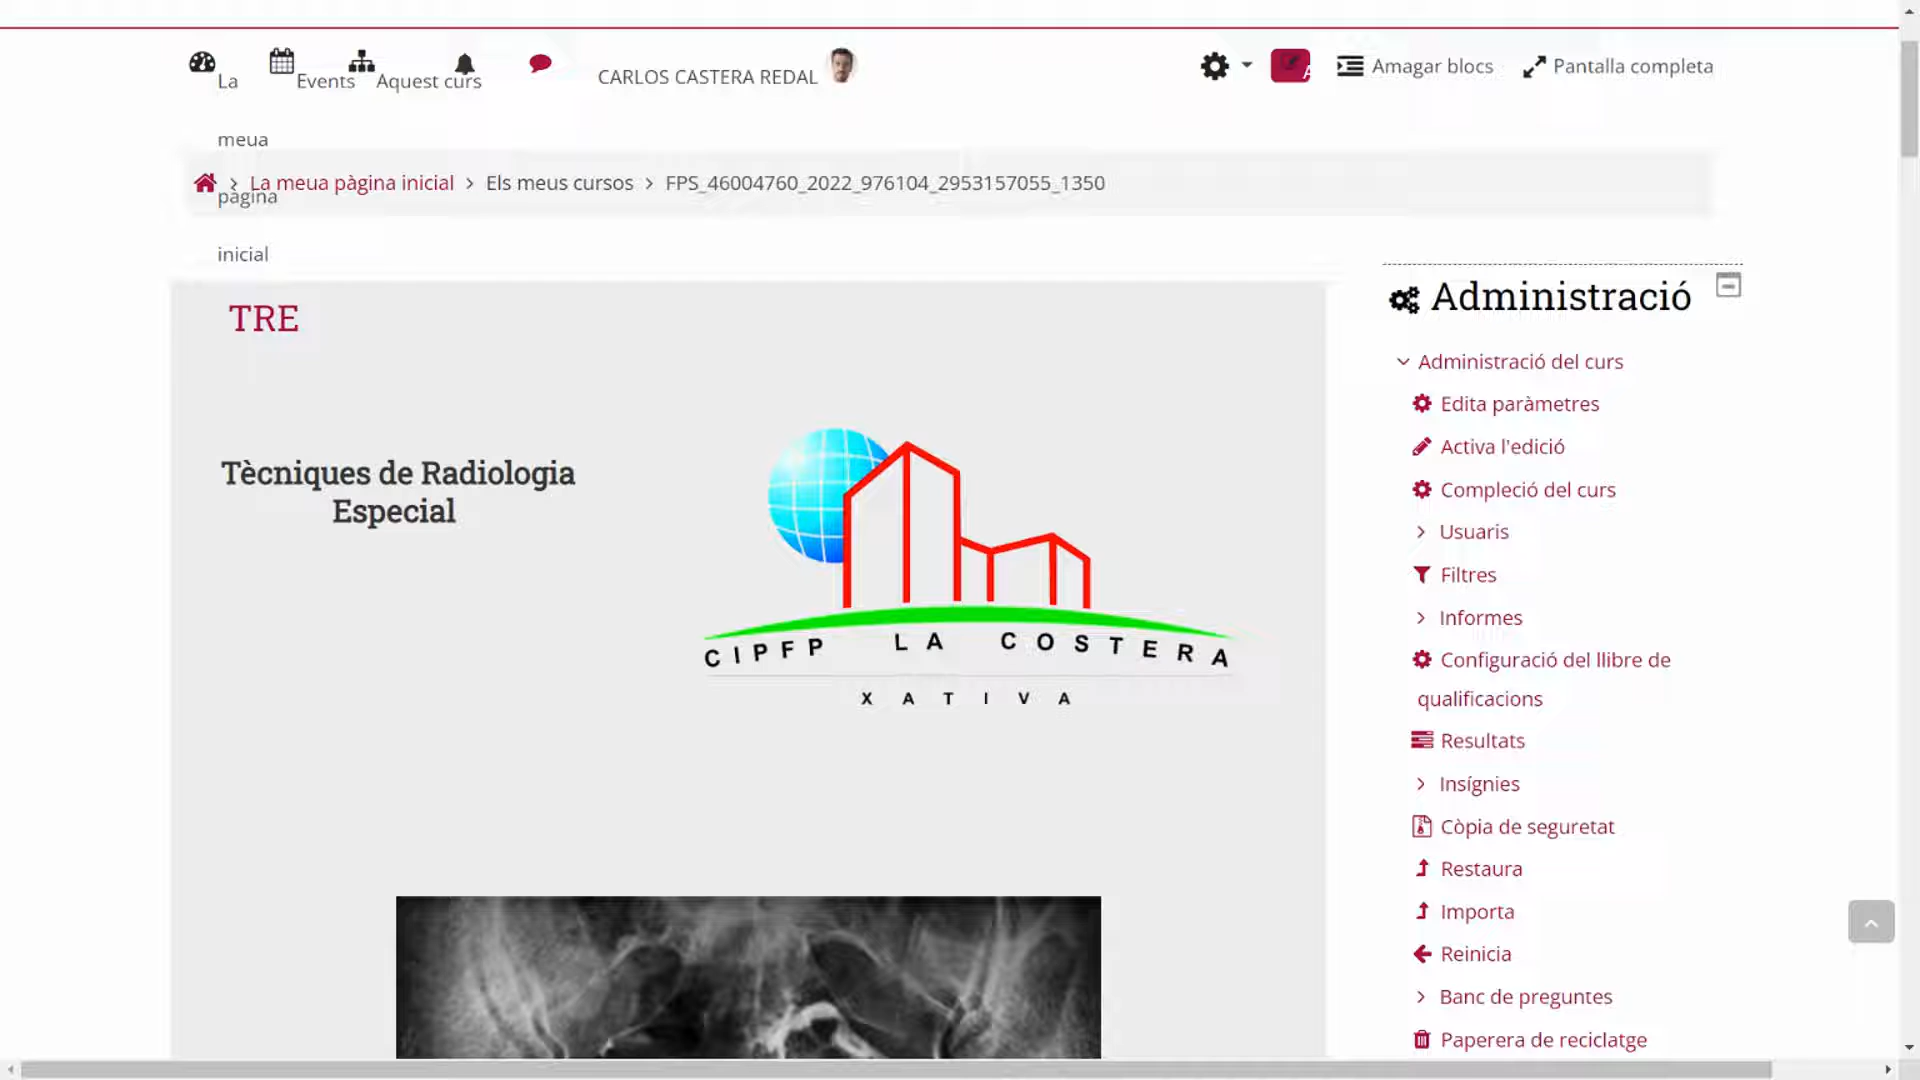 La meua pàgina inicial
Events
Aquest curs
CARLOS CASTERA REDAL
Amagar blocs
Pantalla completa
La meua pàgina inicial > Els meus cursos > FPS_46004760_2022_976104_2953157055_1350
TRE
Tècniques de Radiologia
Especial
CIPFP LA COSTERA
XATIVA
Administració
Administració del curs
Edita paràmetres
Activa l'edició
Compleció del curs
Usuaris
Filtres
Informes
Configuració del llibre de
qualificacions
Resultats
Insígnies
Còpia de seguretat
Restaura
Importa
Reinicia
Banc de preguntes
Paperera de reciclatge